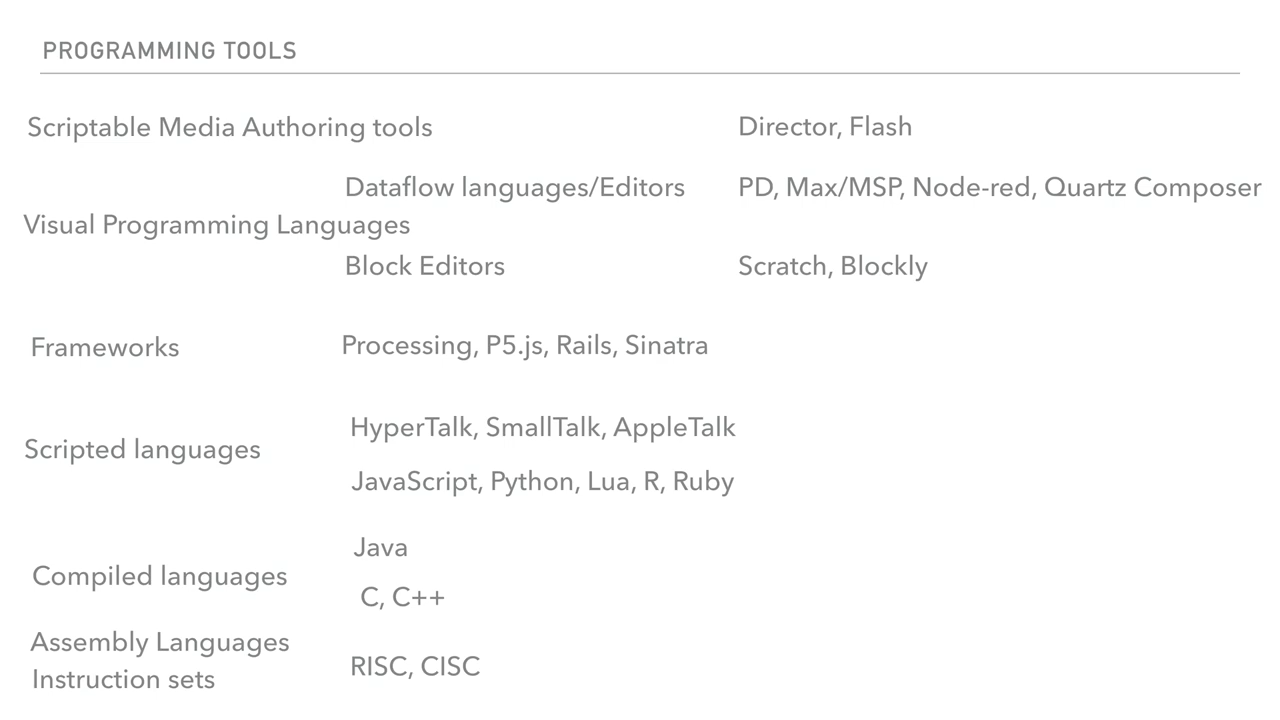 PROGRAMMING TOOLS
Scriptable Media Authoring tools Director, Flash
Dataflow languages/Editors PD, Max/MSP, Node-red, Quartz Composer
Visual Programming Languages
Block Editors Scratch, Blockly
Frameworks Processing, P5.js, Rails, Sinatra
HyperTalk, SmallTalk, AppleTalk
Scripted languages
JavaScript, Python, Lua, R, Ruby
Java
Compiled languages
C, C++
Assembly Languages
RISC, CISC
Instruction sets